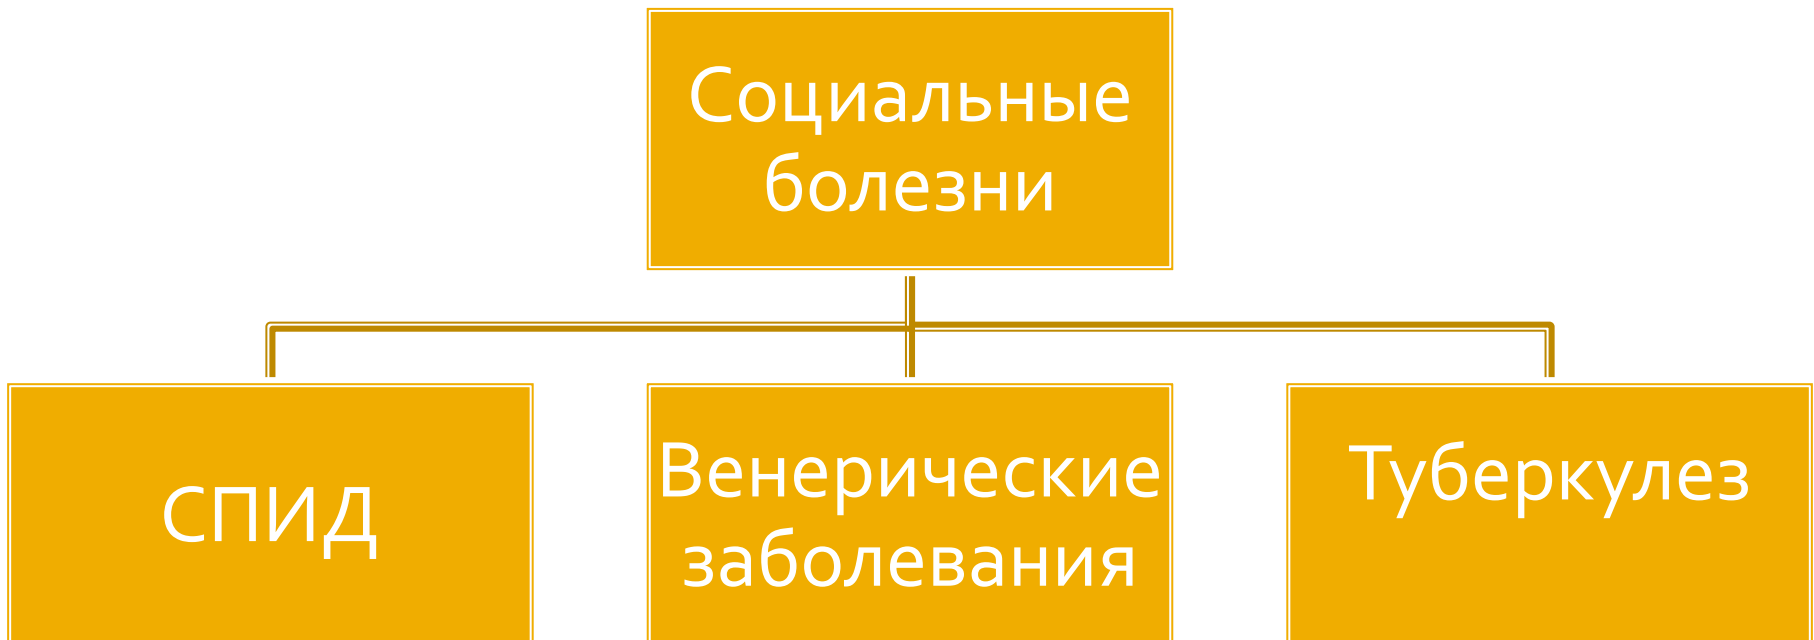 Социальные
болезни
СПИД
Венерические
заболевания
Туберкулез